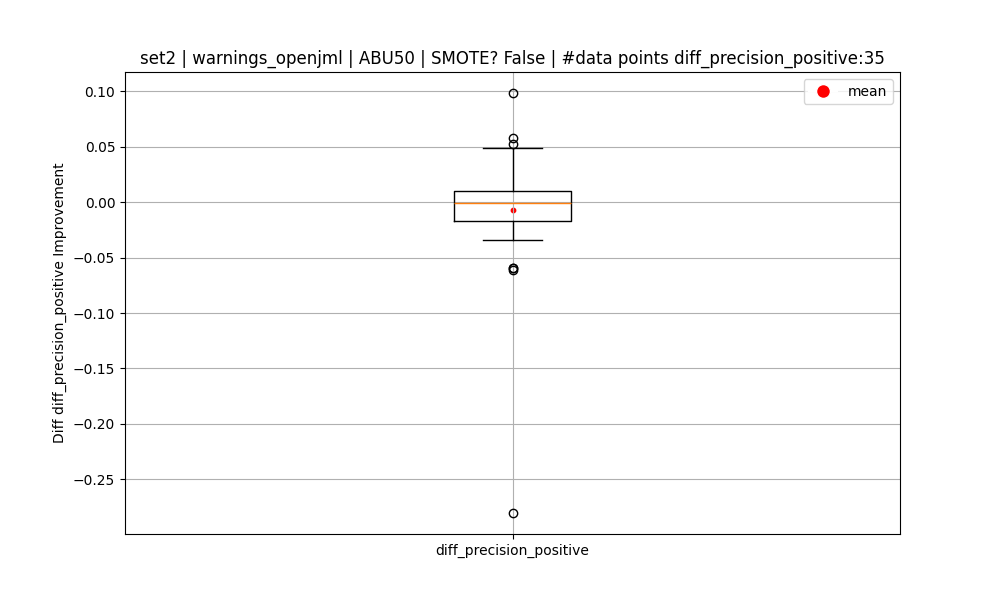 set2 | warnings_openjml | ABU50 | SMOTE? False | #data points diff_precision_positive:35
mean
Diff diff_precision_positive Improvement
0.10
0.05
0.00
−0.05
−0.10
−0.15
−0.20
−0.25
diff_precision_positive